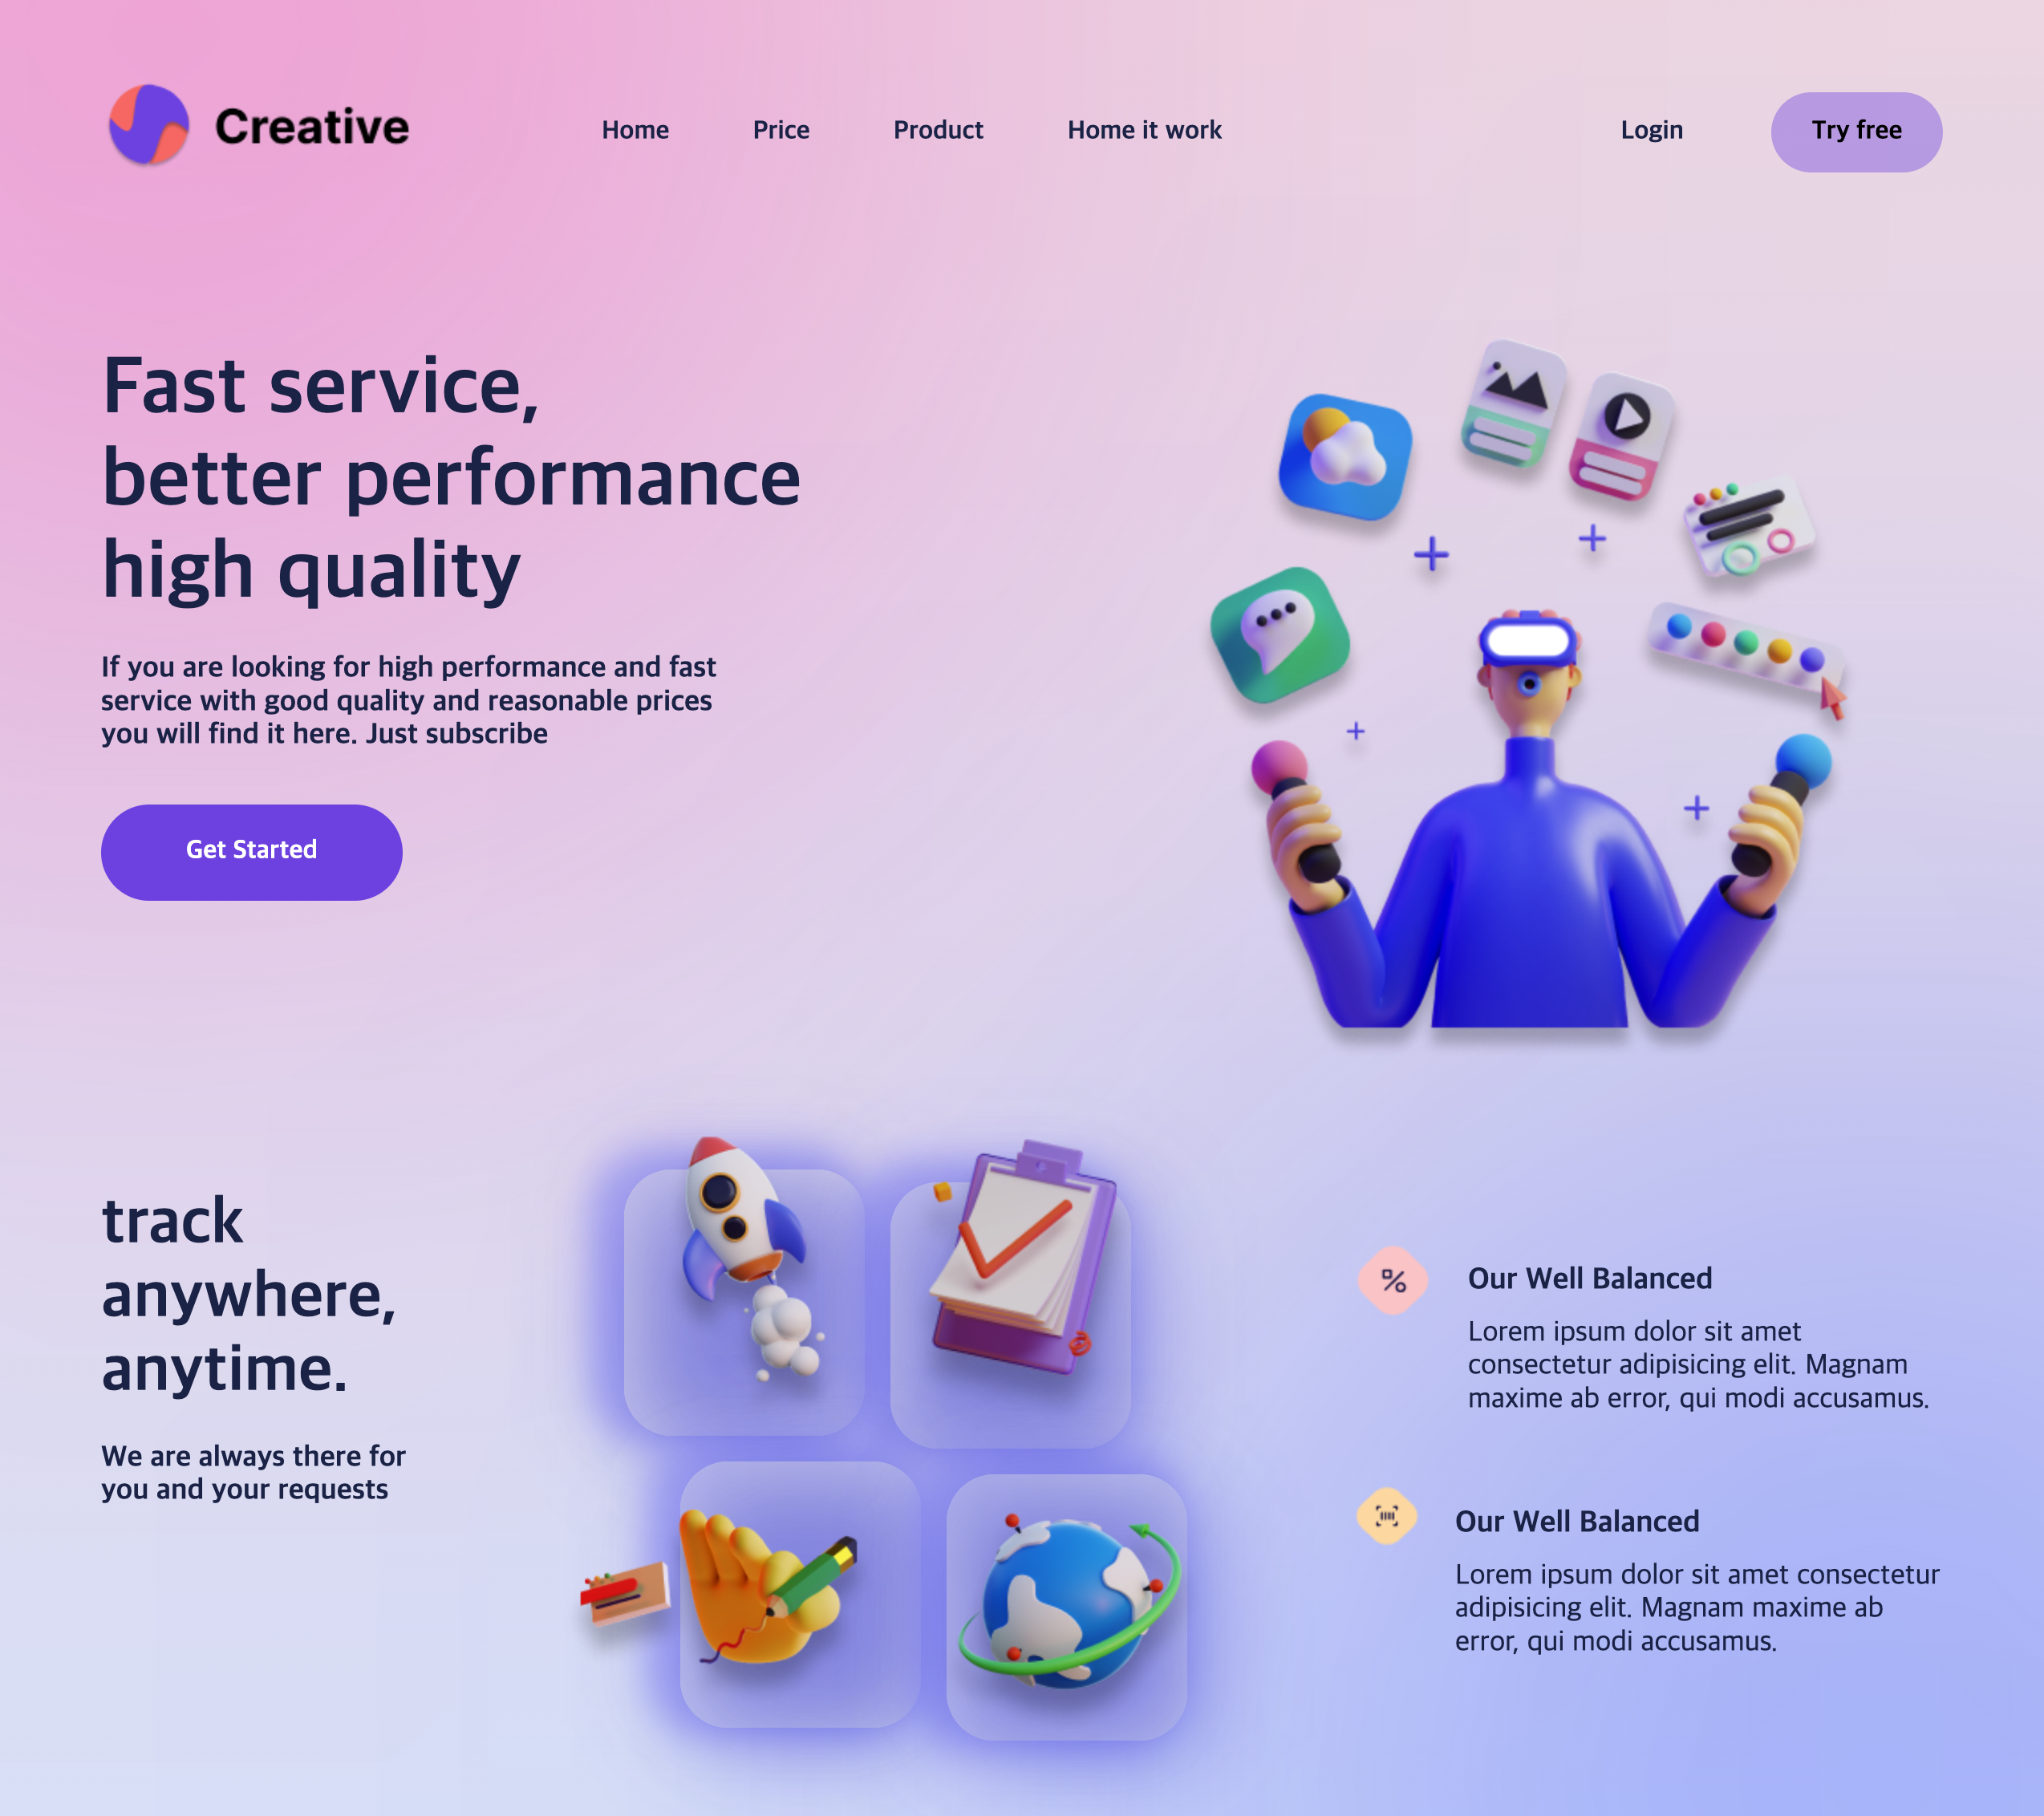 Creative
Home
Price
Product
Home it work
Login
Try free
Fast service,
better performance
high quality
If you are looking for high performance and fast
service with good quality and reasonable prices
you will find it here. Just subscribe
Get Started
track
anywhere,
anytime.
We are always there for
you and your requests
Our Well Balanced
Lorem ipsum dolor sit amet
consectetur adipisicing elit. Magnam
maxime ab error, qui modi accusamus.
Our Well Balanced
Lorem ipsum dolor sit amet consectetur
adipisicing elit. Magnam maxime ab
error, qui modi accusamus.